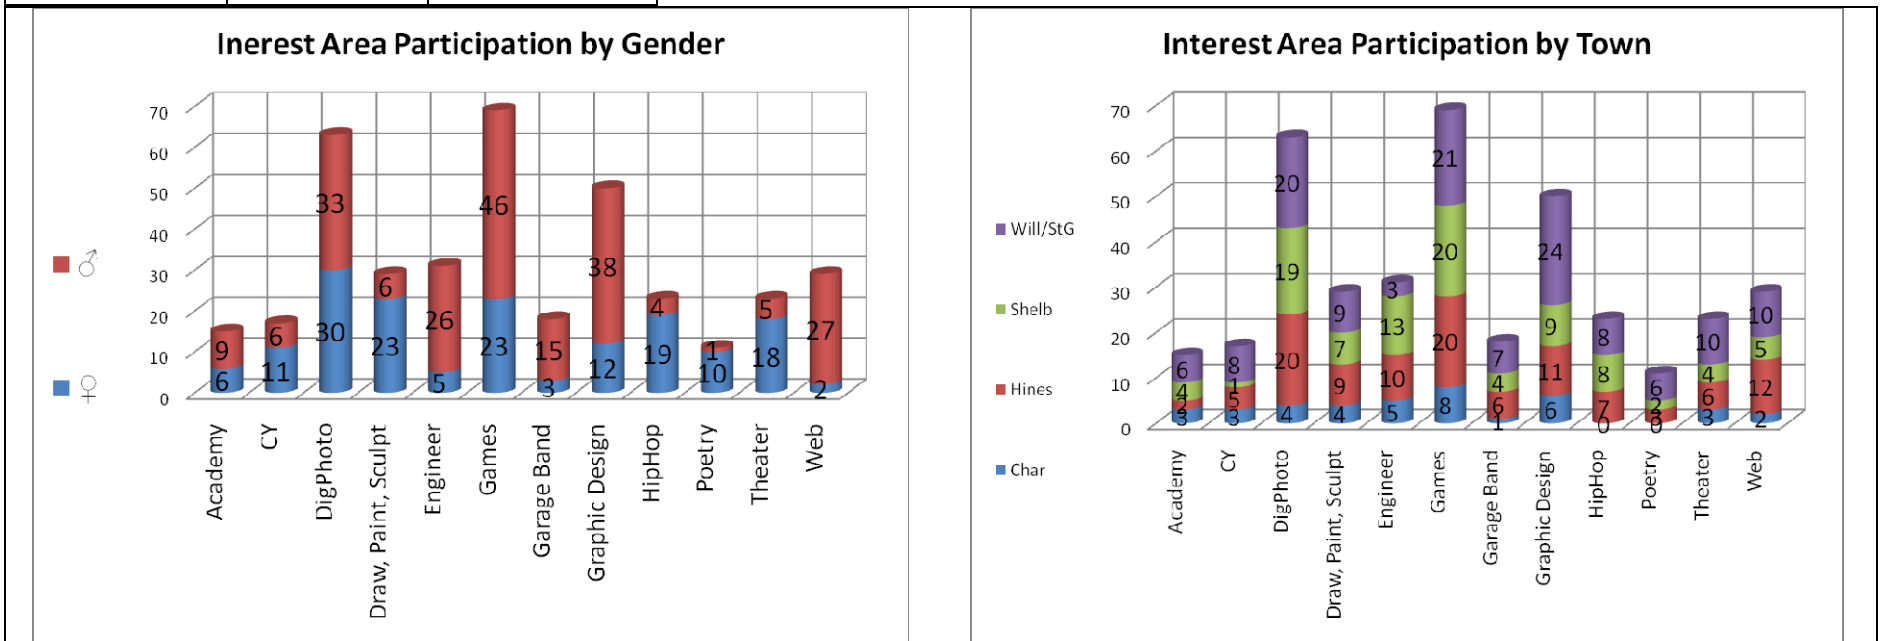 Inerest Area Participation by Gender
70
60
50
40
30
20
10
0
♂
♀
9 6 33 6 26 46 15 38 4 1 5 27
6 11 30 23 5 23 3 12 19 10 18 2
Academy
CY
DigPhoto
Draw, Paint, Sculpt
Engineer
Games
Garage Band
Graphic Design
HipHop
Poetry
Theater
Web
Interest Area Participation by Town
70
60
50
40
30
20
10
0
Will/StG
Shelb
Hines
Char
6 8 20 9 3 21 7 24 8 6 10 10
4 1 19 7 13 20 4 9 8 2 4 5
2 5 20 9 10 20 6 11 7 3 6 12
3 3 4 4 5 8 1 6 0 0 3 2
Academy
CY
DigPhoto
Draw, Paint, Sculpt
Engineer
Games
Garage Band
Graphic Design
HipHop
Poetry
Theater
Web